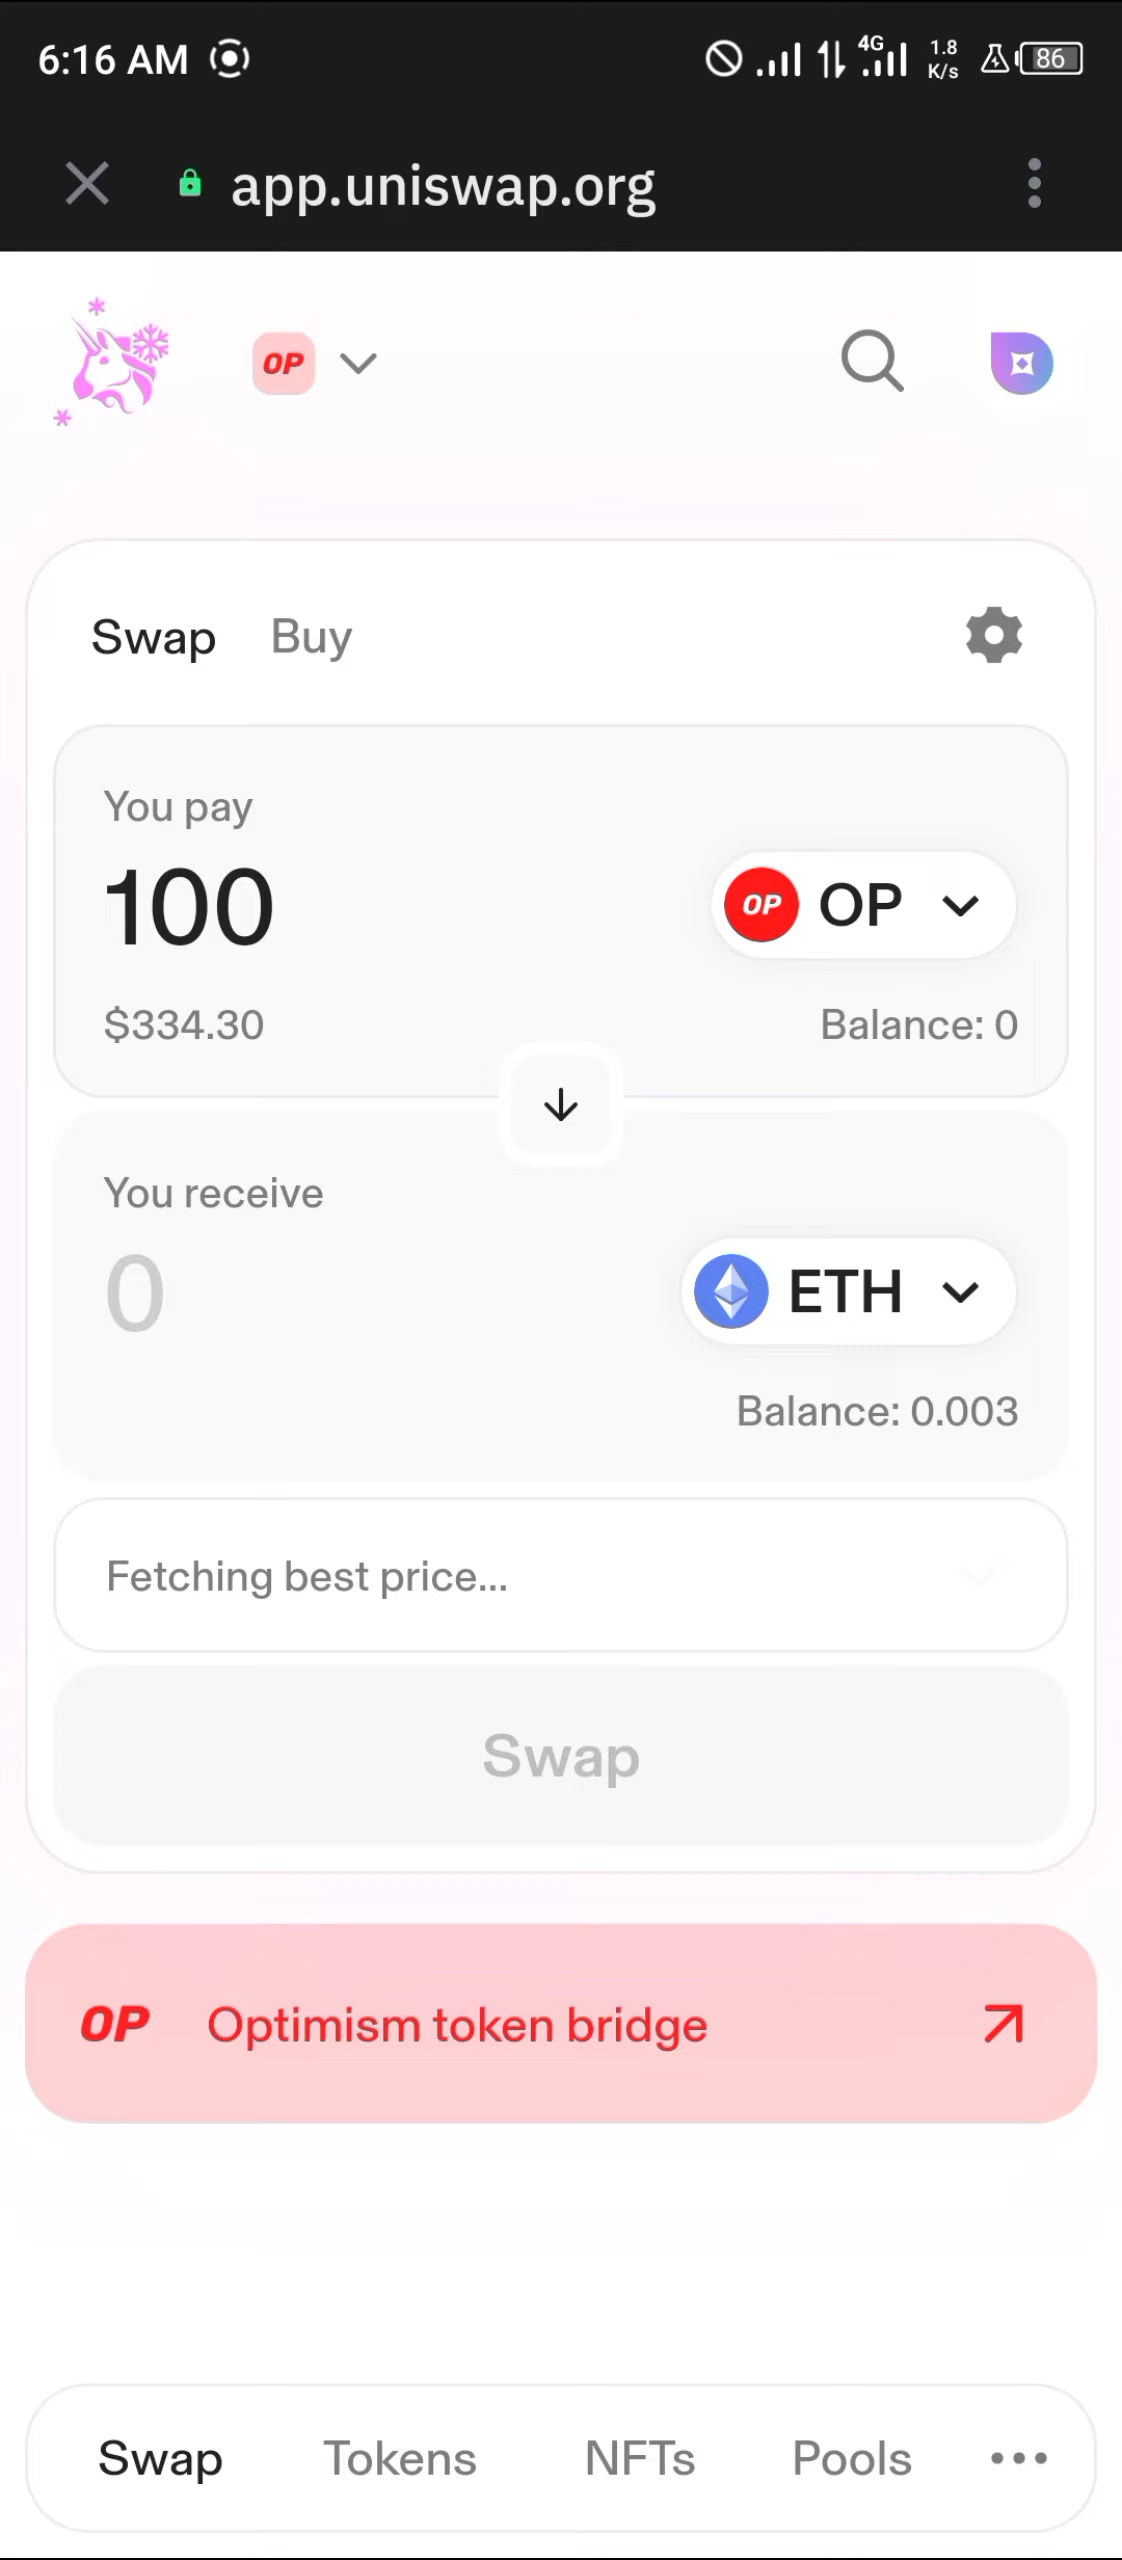 6:16 AM 4G 1.8 K/s 86
app.uniswap.org
OP
Swap Buy
You pay
100 OP OP
$334.30 Balance: 0
You receive
0 ETH
Balance: 0.003
Fetching best price...
Swap
OP Optimism token bridge
Swap Tokens NFTs Pools